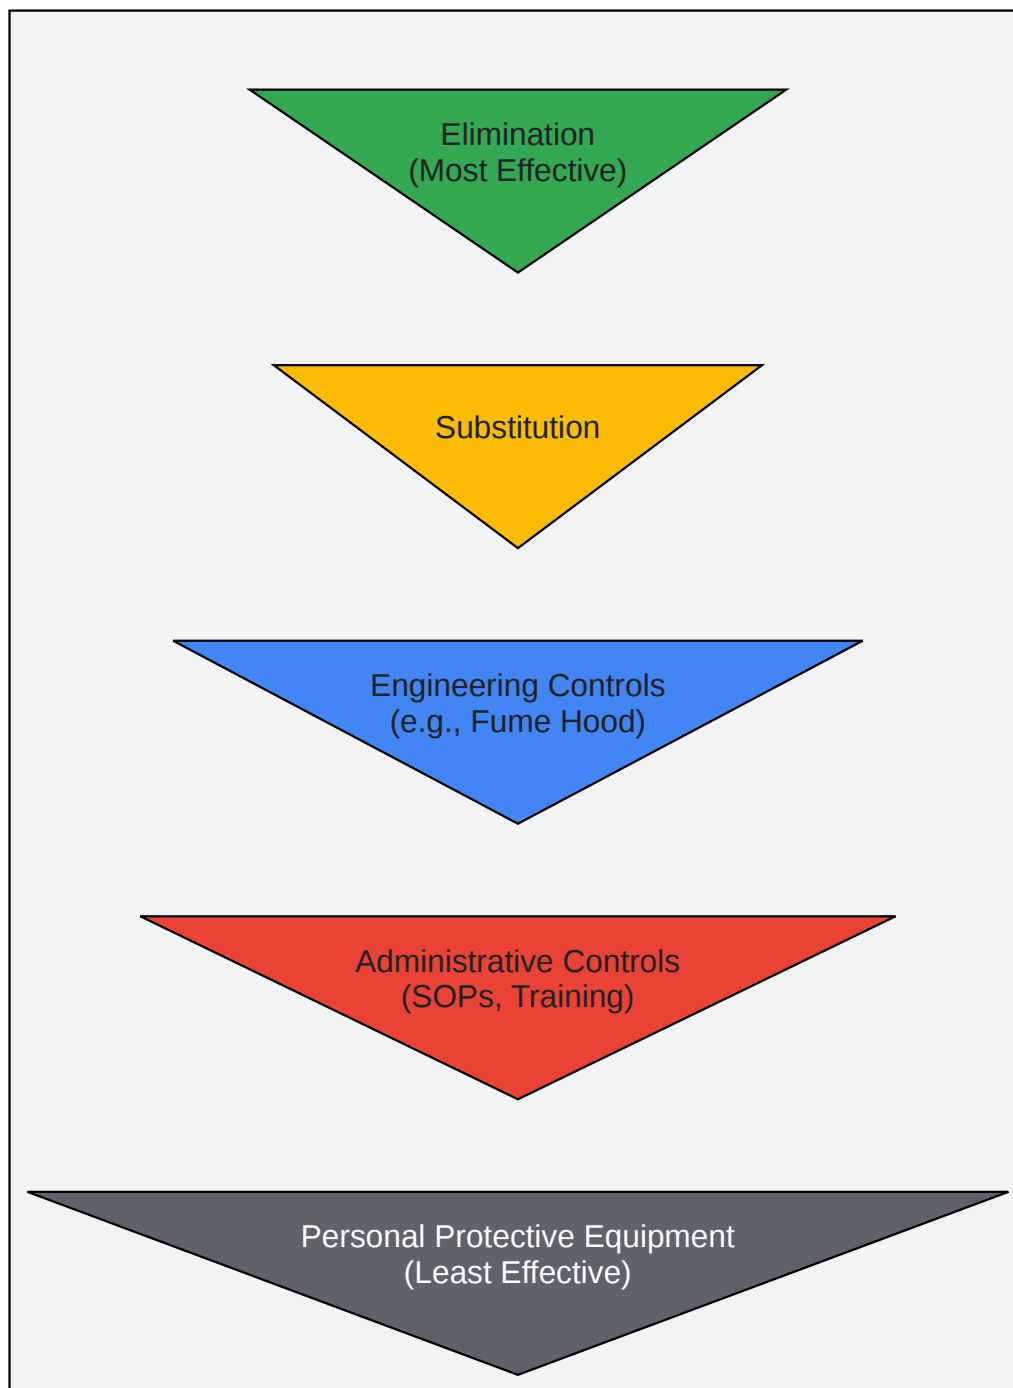 Elimination
(Most Effective)
Substitution
Engineering Controls
(e.g., Fume Hood)
Administrative Controls
(SOPs, Training)
Personal Protective Equipment
(Least Effective)